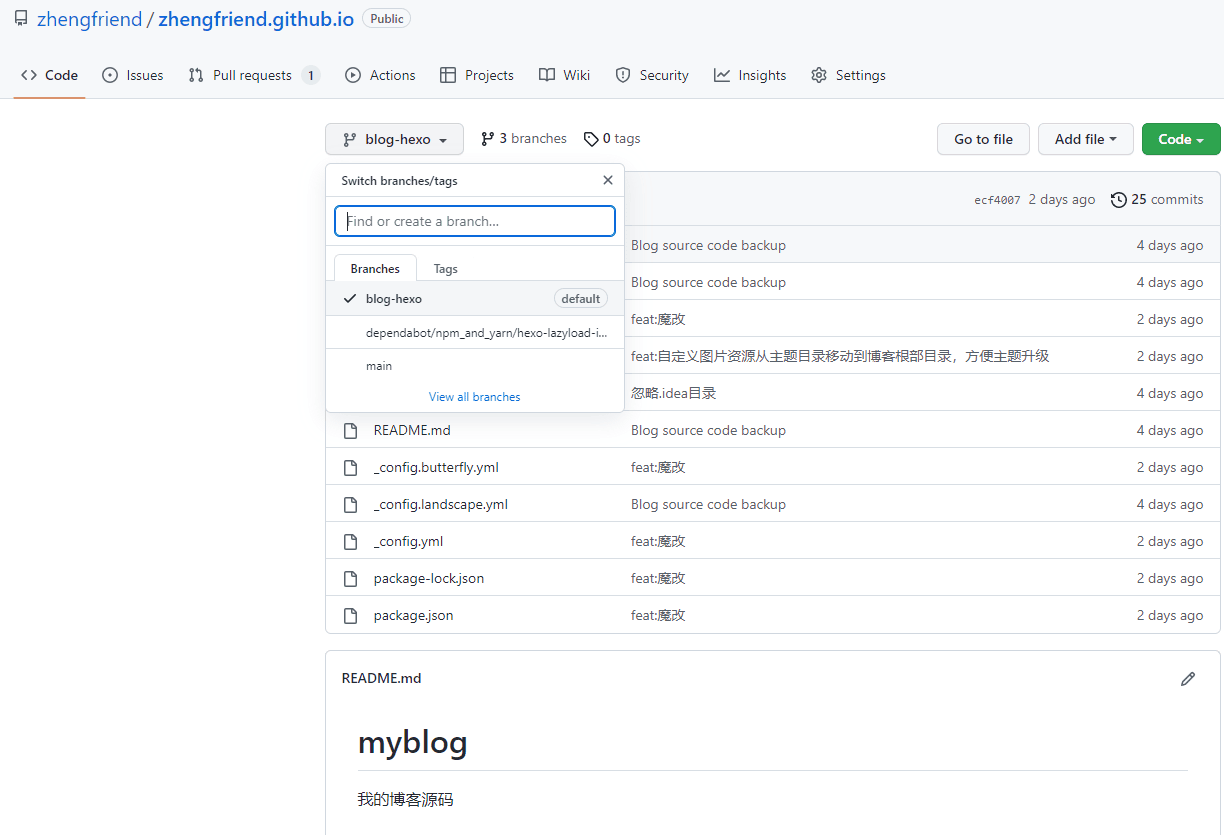 zhengfriend / zhengfriend.github.io Public
Code Issues Pull requests 1 Actions Projects Wiki Security Insights Settings
blog-hexo 3 branches 0 tags Go to file Add file Code
Switch branches/tags
ecf4007 2 days ago 25 commits
Find or create a branch...
Blog source code backup 4 days ago
Branches Tags
Blog source code backup 4 days ago
blog-hexo default
feat:魔改 2 days ago
dependabot/npm_and_yarn/hexo-lazyload-i...
feat:自定义图片资源从主题目录移动到博客根部目录，方便主题升级 2 days ago
main
忽略.idea目录 4 days ago
View all branches
README.md Blog source code backup 4 days ago
_config.butterfly.yml feat:魔改 2 days ago
_config.landscape.yml Blog source code backup 4 days ago
_config.yml feat:魔改 2 days ago
package-lock.json feat:魔改 2 days ago
package.json feat:魔改 2 days ago
README.md
myblog
我的博客源码